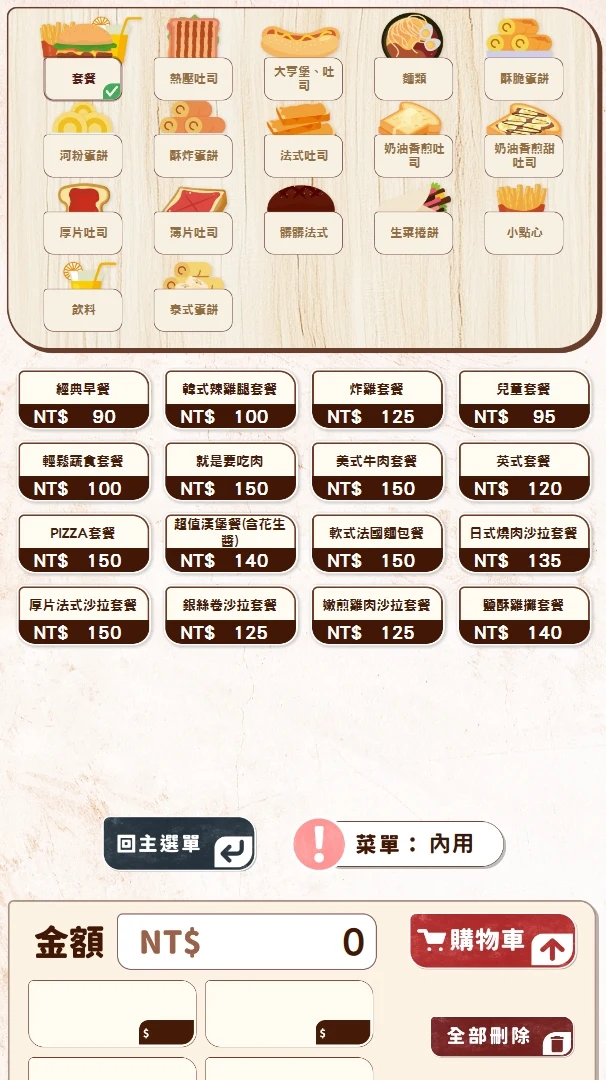 套餐
熱壓吐司
大亨堡、吐
司
麵類
酥脆蛋餅
河粉蛋餅
酥炸蛋餅
法式吐司
奶油香煎吐
司
奶油香煎甜
吐司
厚片吐司
薄片吐司
髒髒法式
生菜捲餅
小點心
飲料
泰式蛋餅
經典早餐
NT$ 90
韓式辣雞腿套餐
NT$ 100
炸雞套餐
NT$ 125
兒童套餐
NT$ 95
輕鬆蔬食套餐
NT$ 100
就是要吃肉
NT$ 150
美式牛肉套餐
NT$ 150
英式套餐
NT$ 120
PIZZA套餐
NT$ 150
超值漢堡餐(含花生
醬)
NT$ 140
軟式法國麵包餐
NT$ 150
日式燒肉沙拉套餐
NT$ 135
厚片法式沙拉套餐
NT$ 150
銀絲卷沙拉套餐
NT$ 125
嫩煎雞肉沙拉套餐
NT$ 125
鹽酥雞攤套餐
NT$ 140
回主選單
菜單：內用
金額
NT$ 0
購物車
$
$
全部刪除